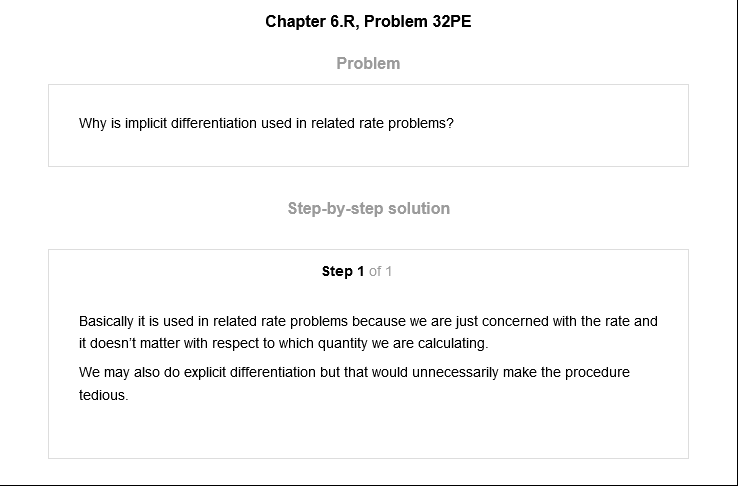 Chapter 6.R, Problem 32PE
Problem
Why is implicit differentiation used in related rate problems?
Step-by-step solution
Step 1 of 1
Basically it is used in related rate problems because we are just concerned with the rate and
it doesn't matter with respect to which quantity we are calculating.
We may also do explicit differentiation but that would unnecessarily make the procedure
tedious.